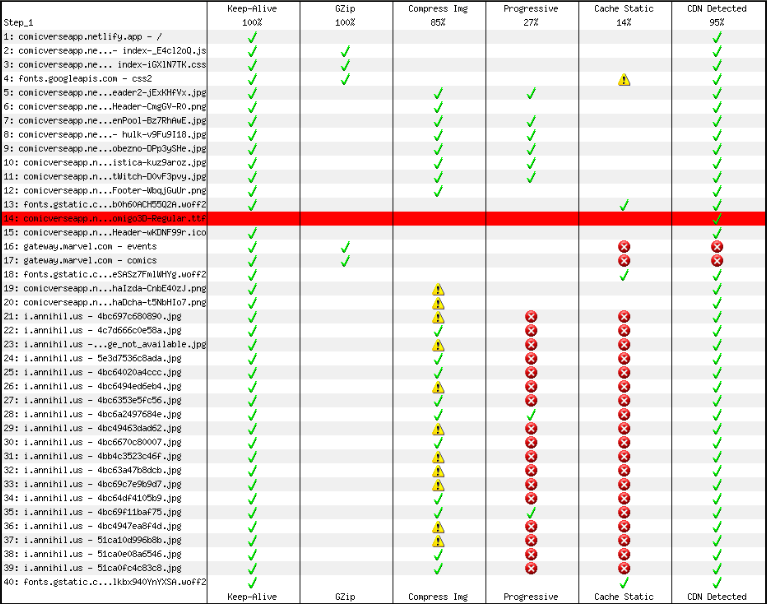 Keep-Alive GZip Compress Img Progressive Cache Static CDN Detected
Step_1 100% 100% 85% 27% 14% 95%
1: comicverseapp.netlify.app - /
2: comicverseapp.ne...- index-_E4cl2oQ.js
3: comicverseapp.ne... index-iGXlN7TK.css
4: fonts.googleapis.com - css2
5: comicverseapp.ne...eader2-jExKHfVx.jpg
6: comicverseapp.ne...Header-CmgGV-RO.png
7: comicverseapp.ne...enPool-Bz7RhAwE.jpg
8: comicverseapp.ne...- hulk-v9Fu9I18.jpg
9: comicverseapp.ne...obezno-DPp3ySHe.jpg
10: comicverseapp.n...istica-kuz9aroz.jpg
11: comicverseapp.n...tWitch-DOvF3pvy.jpg
12: comicverseapp.n...Footer-WbqjGuUr.png
13: fonts.gstatic.c...b0h60ACH55Q2A.woff2
14: comicverseapp.n...omigo3D-Regular.ttf
15: comicverseapp.n...Header-wKDNF99r.ico
16: gateway.marvel.com - events
17: gateway.marvel.com - comics
18: fonts.gstatic.c...eSASz7FmlWHYg.woff2
19: comicverseapp.n...haIzda-CnbE40zJ.png
20: comicverseapp.n...haDcha-t5NbHIo7.png
21: i.annihil.us - 4bc697c680890.jpg
22: i.annihil.us - 4c7d666c0e58a.jpg
23: i.annihil.us -...ge_not_available.jpg
24: i.annihil.us - 5e3d7536c8ada.jpg
25: i.annihil.us - 4bc64020a4ccc.jpg
26: i.annihil.us - 4bc6494ed6eb4.jpg
27: i.annihil.us - 4bc6353e5fc56.jpg
28: i.annihil.us - 4bc6a2497684e.jpg
29: i.annihil.us - 4bc49463dad62.jpg
30: i.annihil.us - 4bc6670c80007.jpg
31: i.annihil.us - 4bb4c3523c46f.jpg
32: i.annihil.us - 4bc63a47b8dcb.jpg
33: i.annihil.us - 4bc69c7e9b9d7.jpg
34: i.annihil.us - 4bc64df4105b9.jpg
35: i.annihil.us - 4bc69f11baf75.jpg
36: i.annihil.us - 4bc4947ea8f4d.jpg
37: i.annihil.us - 51ca10d996b8b.jpg
38: i.annihil.us - 51ca0e08a6546.jpg
39: i.annihil.us - 51ca0fc4c83c8.jpg
40: fonts.gstatic.c...lkbx940YnYXSA.woff2
Keep-Alive GZip Compress Img Progressive Cache Static CDN Detected